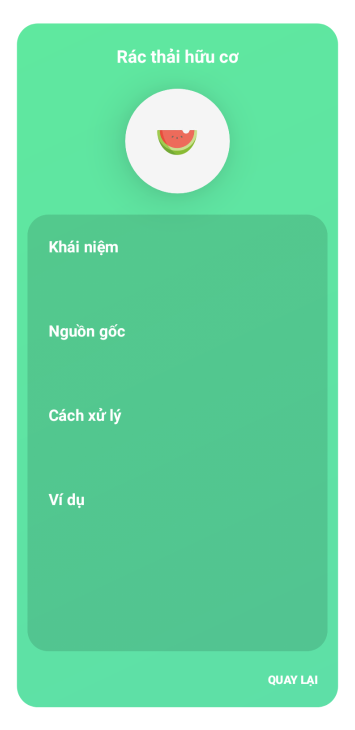 Rác thải hữu cơ
Khái niệm
Nguồn gốc
Cách xử lý
Ví dụ
QUAY LẠI